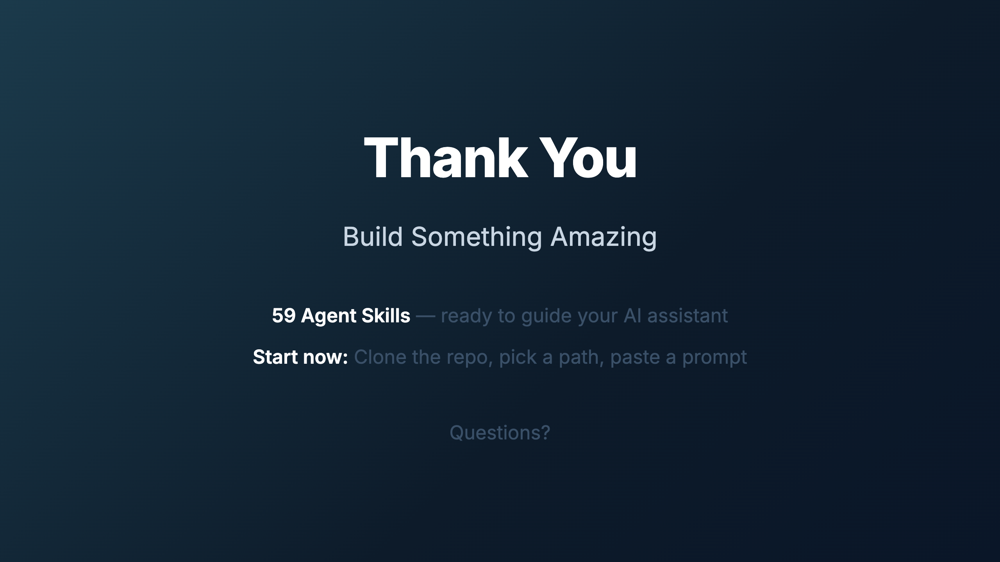 Thank You
Build Something Amazing
59 Agent Skills — ready to guide your AI assistant
Start now: Clone the repo, pick a path, paste a prompt
Questions?